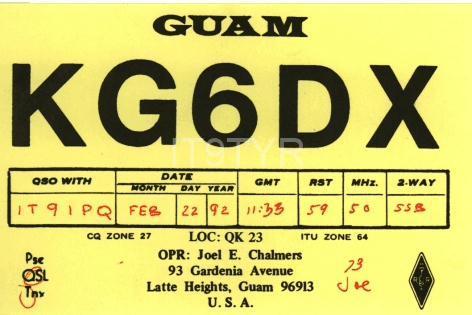 GUAM
KG6DX
IT9TYR
QSO WITH DATE MONTH DAY YEAR GMT RST MHz. 2-WAY
IT9IPQ FEB 22 92 11:33 59 50 SSB
CQ ZONE 27 LOC: QK 23 ITU ZONE 64
OPR: Joel E. Chalmers
93 Gardenia Avenue
Latte Heights, Guam 96913
U. S. A.
Pse
QSL
Tnx
73
Joe